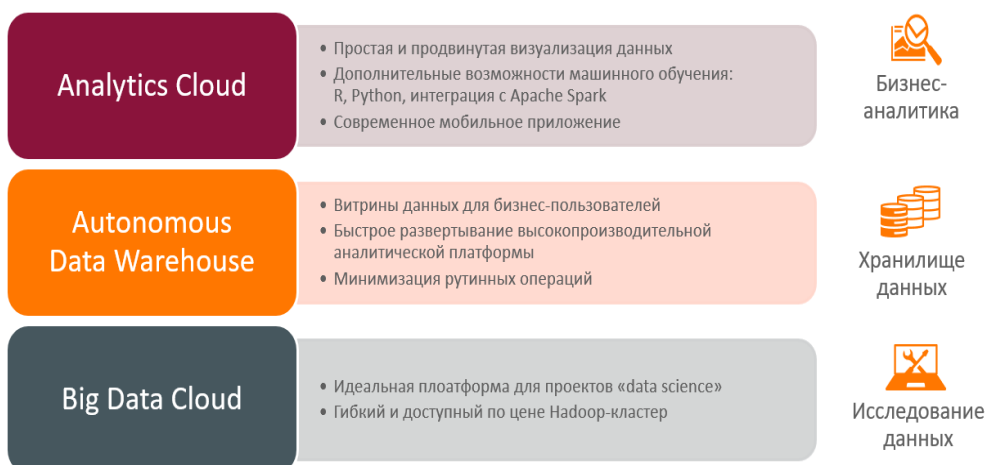 Analytics Cloud
• Простая и продвинутая визуализация данных
• Дополнительные возможности машинного обучения:
R, Python, интеграция с Apache Spark
• Современное мобильное приложение
Бизнес-
аналитика
Autonomous
Data Warehouse
• Витрины данных для бизнес-пользователей
• Быстрое развертывание высокопроизводительной
аналитической платформы
• Минимизация рутинных операций
Хранилище
данных
Big Data Cloud
• Идеальная плоатформа для проектов «data science»
• Гибкий и доступный по цене Hadoop-кластер
Исследование
данных